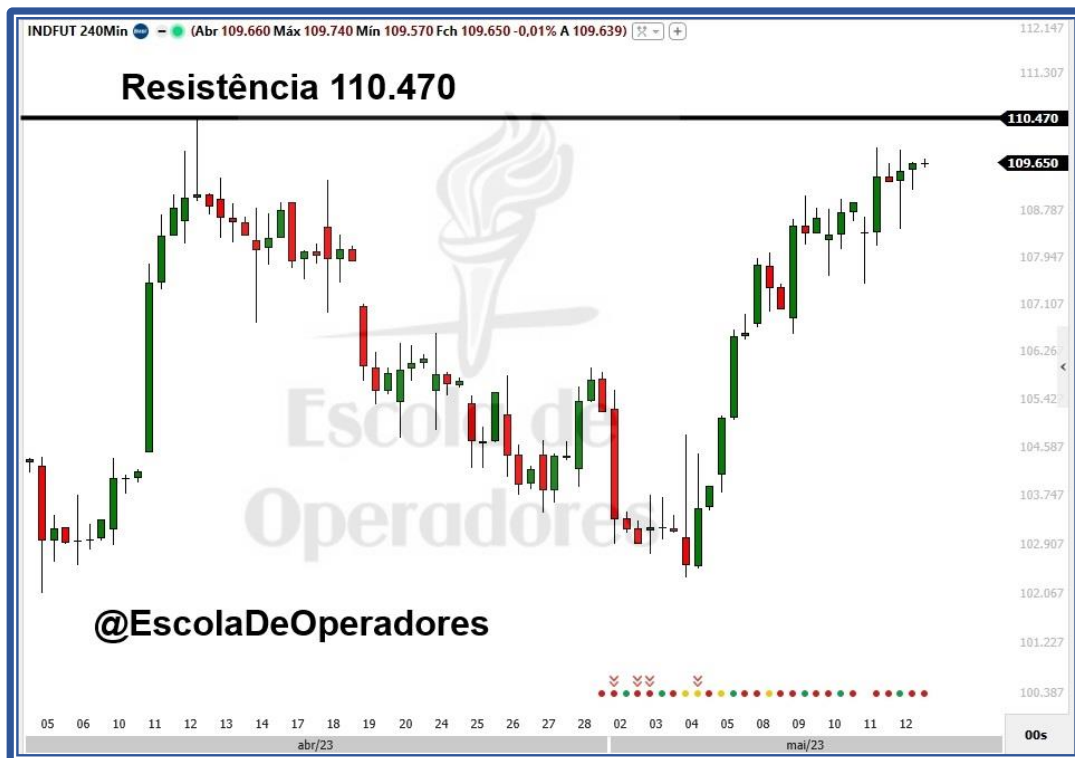 INDFUT 240Min (Abr 109.660 Máx 109.740 Mín 109.570 Fch 109.650 -0,01% A 109.639)
112.147
111.307
Resistência 110.470
110.470
109.650
108.787
107.947
107.107
106.267
105.42
104.587
103.747
102.907
102.067
101.227
100.387
Escola de
Operadores
@EscolaDeOperadores
05 06 10 11 12 13 14 17 18 19 20 24 25 26 27 28 02 03 04 05 08 09 10 11 12
abr/23 mai/23
00s